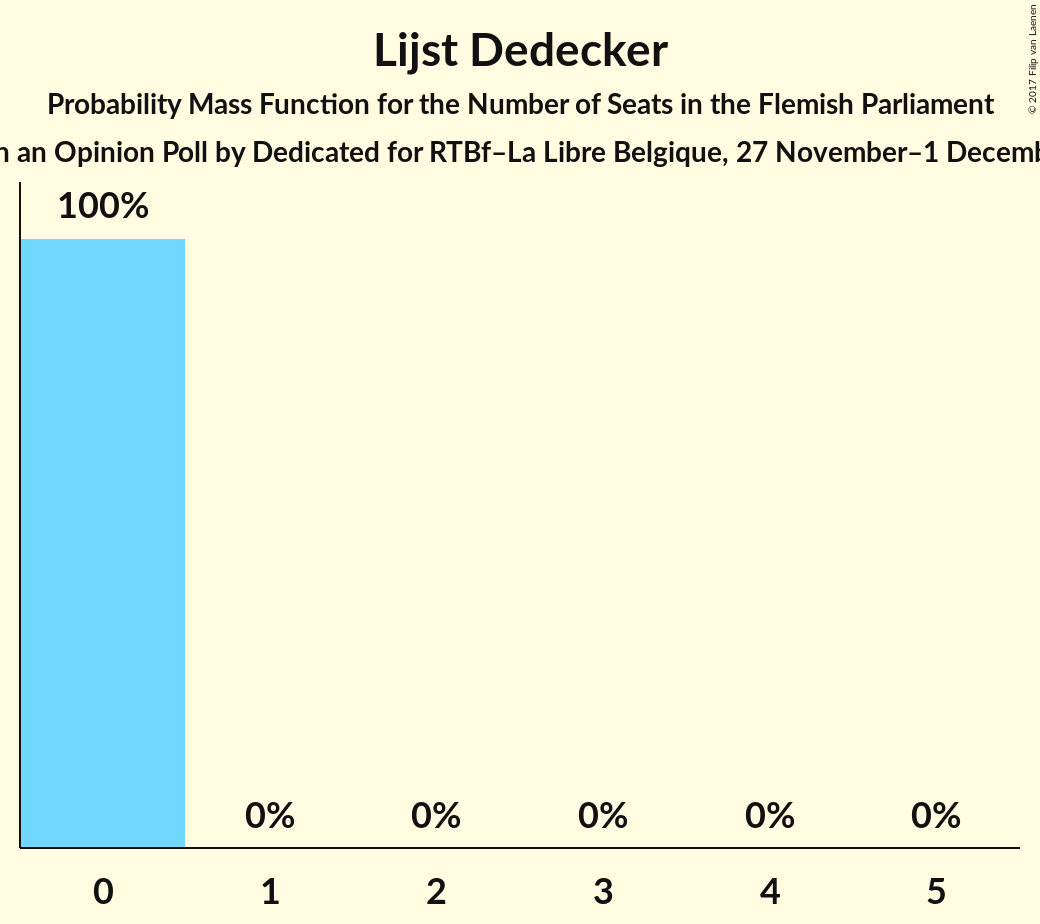 Lijst Dedecker
Probability Mass Function for the Number of Seats in the Flemish Parliament
an Opinion Poll by Dedicated for RTBf–La Libre Belgique, 27 November–1
© 2017 Filip van Laenen
100%
0% 0% 0% 0% 0%
0 1 2 3 4 5